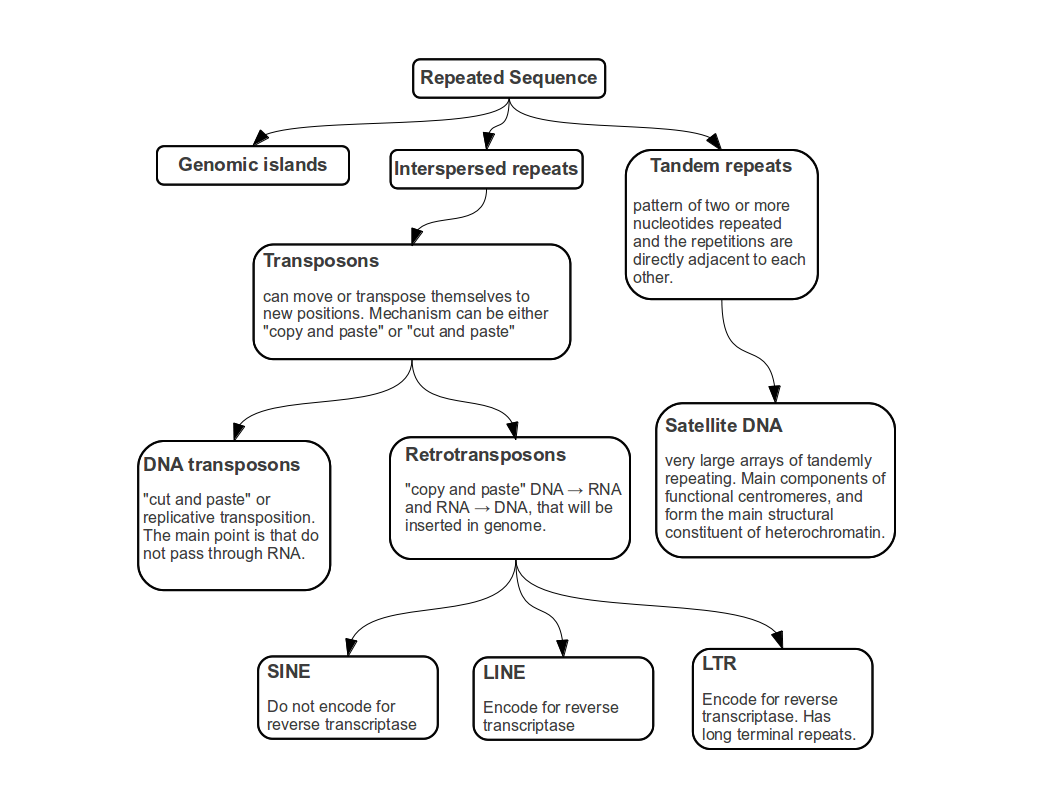 Repeated Sequence
Genomic islands
Interspersed repeats
Tandem repeats
pattern of two or more
nucleotides repeated
and the repetitions are
directly adjacent to each
other.
Transposons
can move or transpose themselves to
new positions. Mechanism can be either
"copy and paste" or "cut and paste"
DNA transposons
"cut and paste" or
replicative transposition.
The main point is that do
not pass through RNA.
Retrotransposons
"copy and paste" DNA → RNA
and RNA → DNA, that will be
inserted in genome.
Satellite DNA
very large arrays of tandemly
repeating. Main components of
functional centromeres, and
form the main structural
constituent of heterochromatin.
SINE
Do not encode for
reverse transcriptase
LINE
Encode for reverse
transcriptase
LTR
Encode for reverse
transcriptase. Has
long terminal repeats.